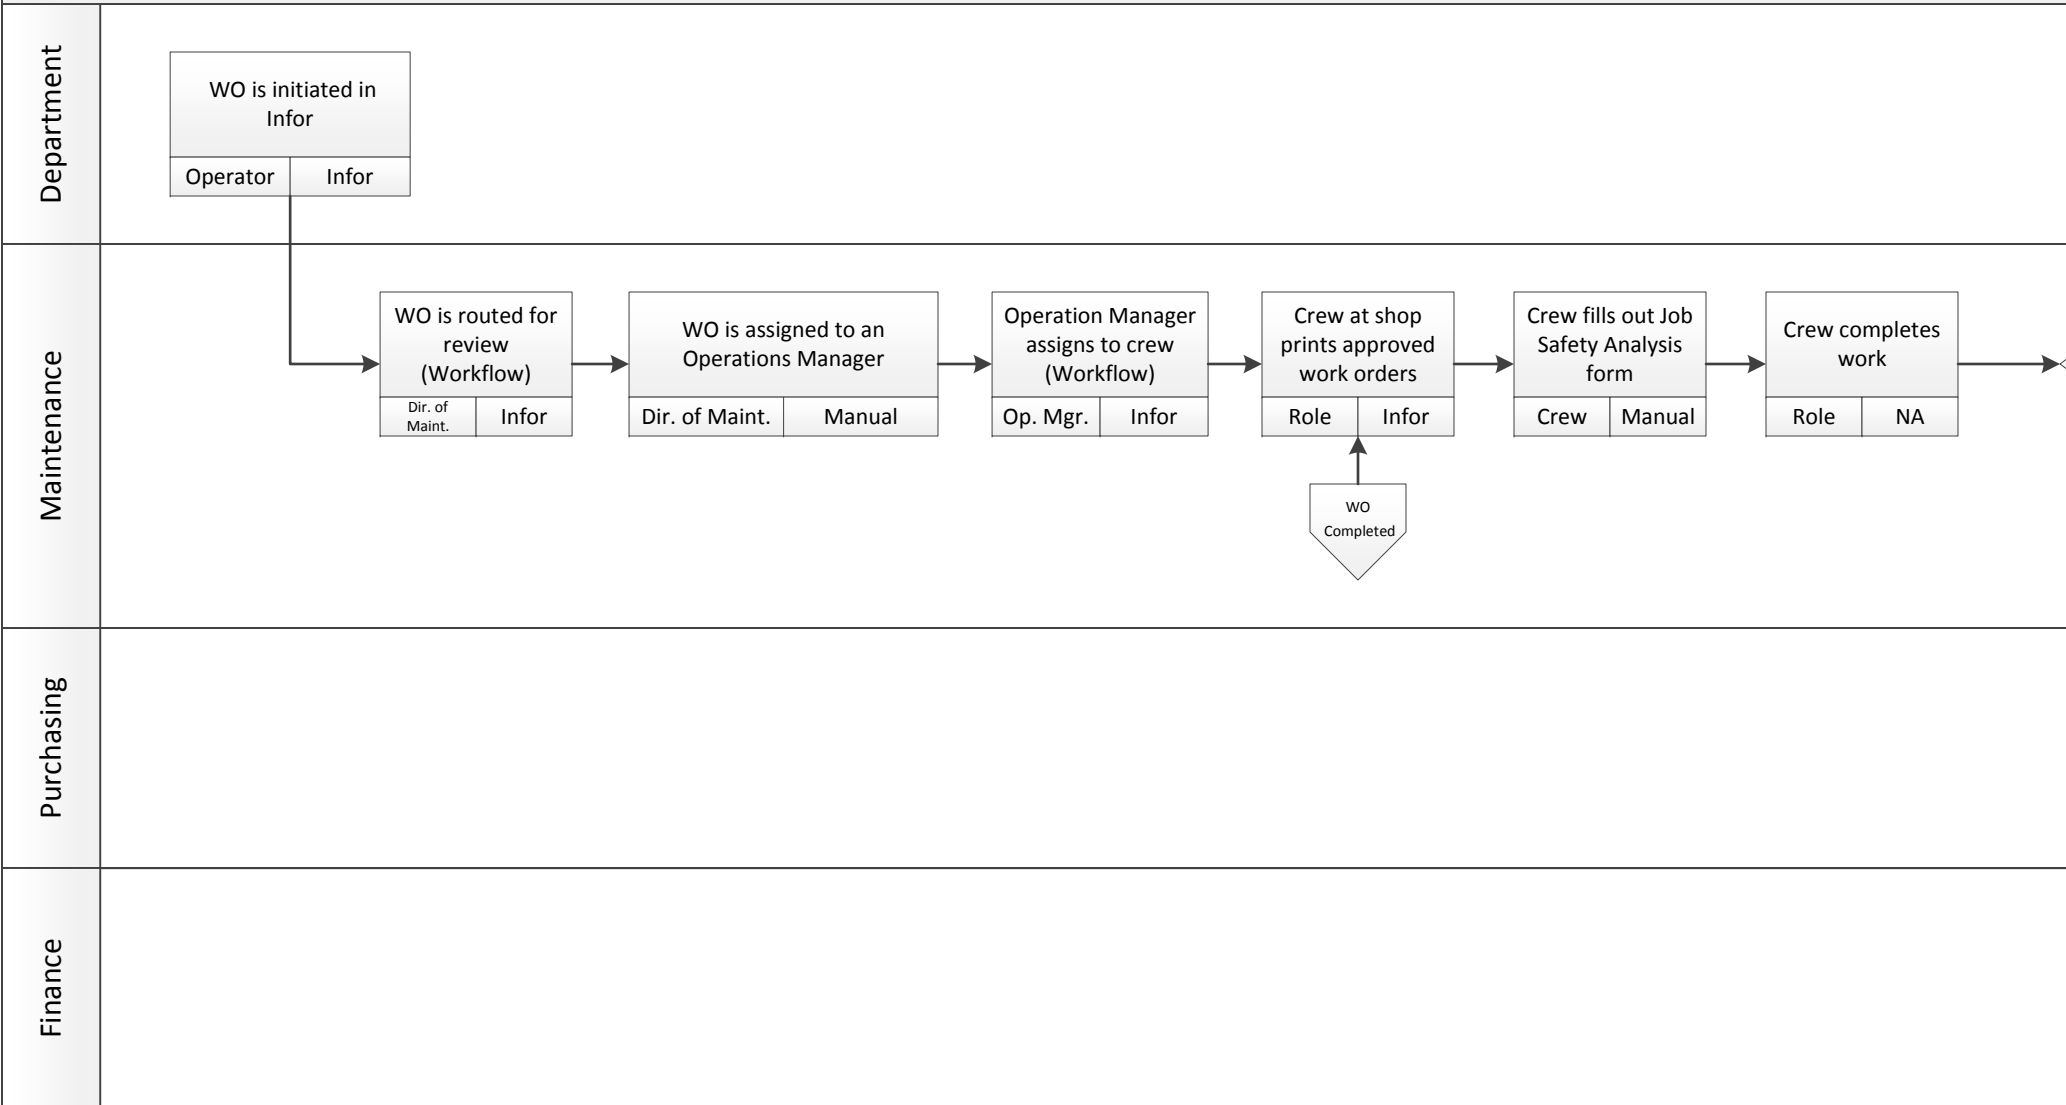 Department
WO is initiated in
Infor
Operator
Infor
Maintenance
WO is routed for
review
(Workflow)
Dir. of
Maint.
Infor
WO is assigned to an
Operations Manager
Dir. of Maint.
Manual
Operation Manager
assigns to crew
(Workflow)
Op. Mgr.
Infor
Crew at shop
prints approved
work orders
Role
Infor
Crew fills out Job
Safety Analysis
form
Crew
Manual
Crew completes
work
Role
NA
WO
Completed
Purchasing
Finance